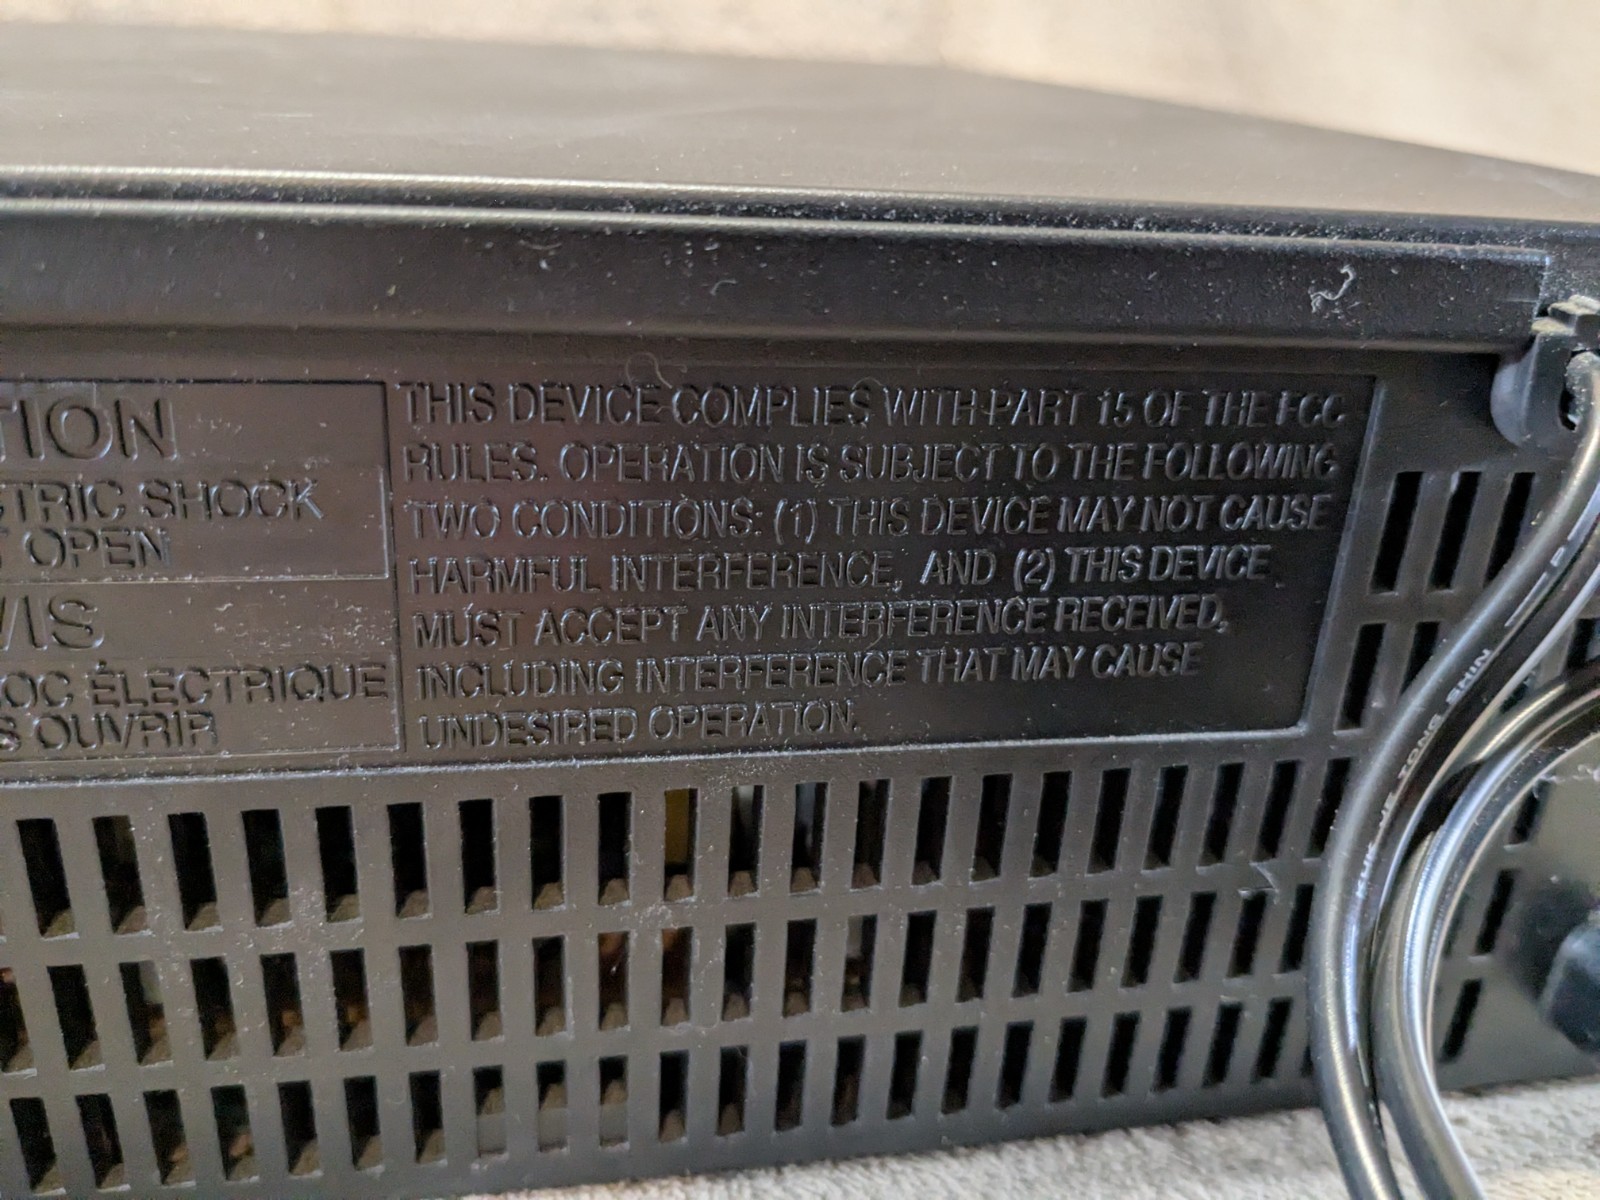 TION
TRIC SHOCK
OPEN
VIS
OC ÉLECTRIQUE
S OUVRIR
THIS DEVICE COMPLIES WITH PART 15 OF THE FCC
RULES. OPERATION IS SUBJECT TO THE FOLLOWING
TWO CONDITIONS: (1) THIS DEVICE MAY NOT CAUSE
HARMFUL INTERFERENCE, AND (2) THIS DEVICE
MUST ACCEPT ANY INTERFERENCE RECEIVED,
INCLUDING INTERFERENCE THAT MAY CAUSE
UNDESIRED OPERATION.
TONG SHIN